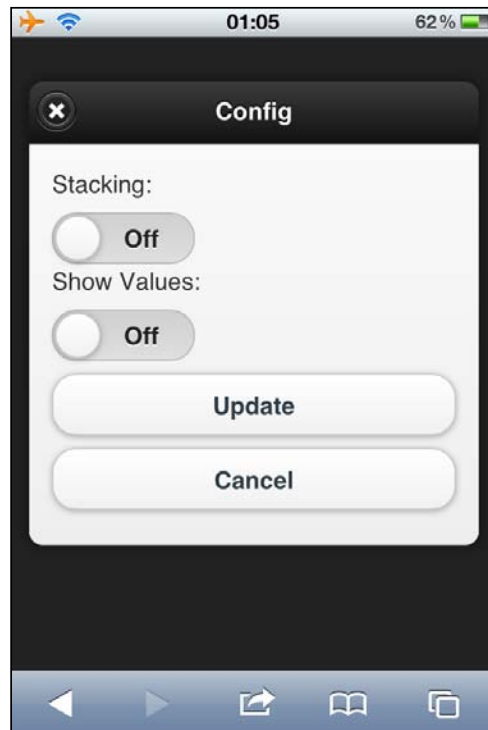 01:05 62%
Config
Stacking:
Off
Show Values:
Off
Update
Cancel